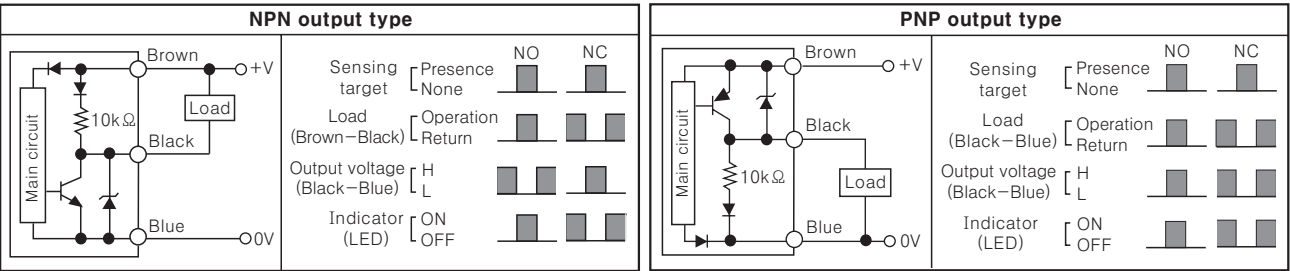 NPN output type
Brown
+V
Load
10kΩ
Black
Main circuit
Blue
0V
NO NC
Sensing target Presence None
Load (Brown-Black) Operation Return
Output voltage (Black-Blue) H L
Indicator (LED) ON OFF
PNP output type
Brown
+V
Black
Main circuit
10kΩ
Load
Blue
0V
NO NC
Sensing target Presence None
Load (Black-Blue) Operation Return
Output voltage (Black-Blue) H L
Indicator (LED) ON OFF